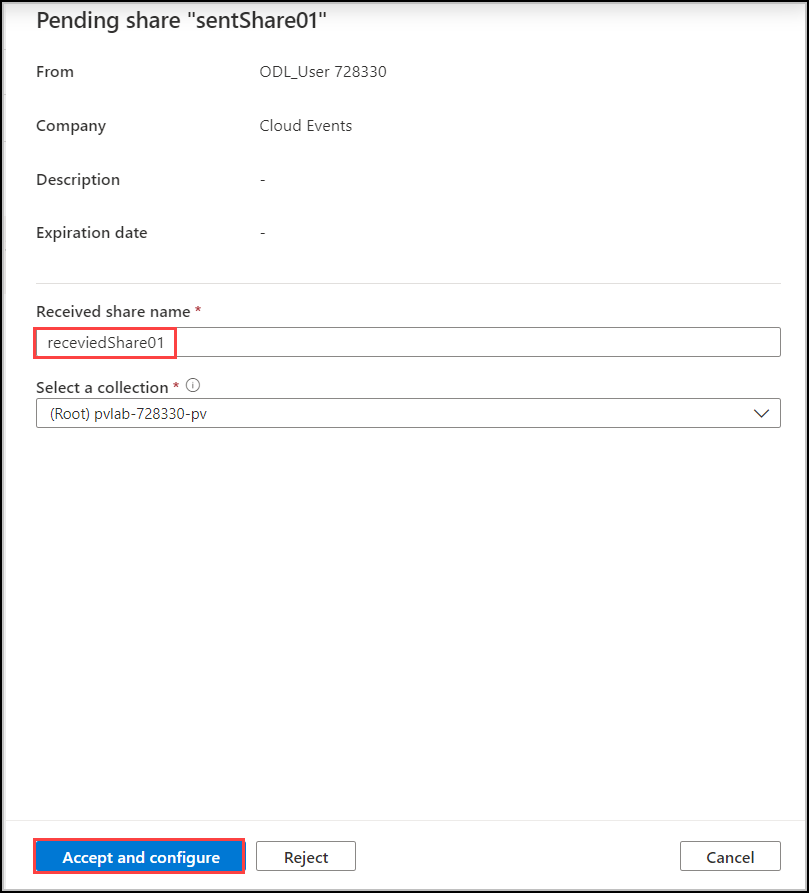 Pending share "sentShare01"
From ODL_User 728330
Company Cloud Events
Description -
Expiration date -
Received share name *
receviedShare01
Select a collection *
(Root) pvlab-728330-pv
Accept and configure Reject Cancel